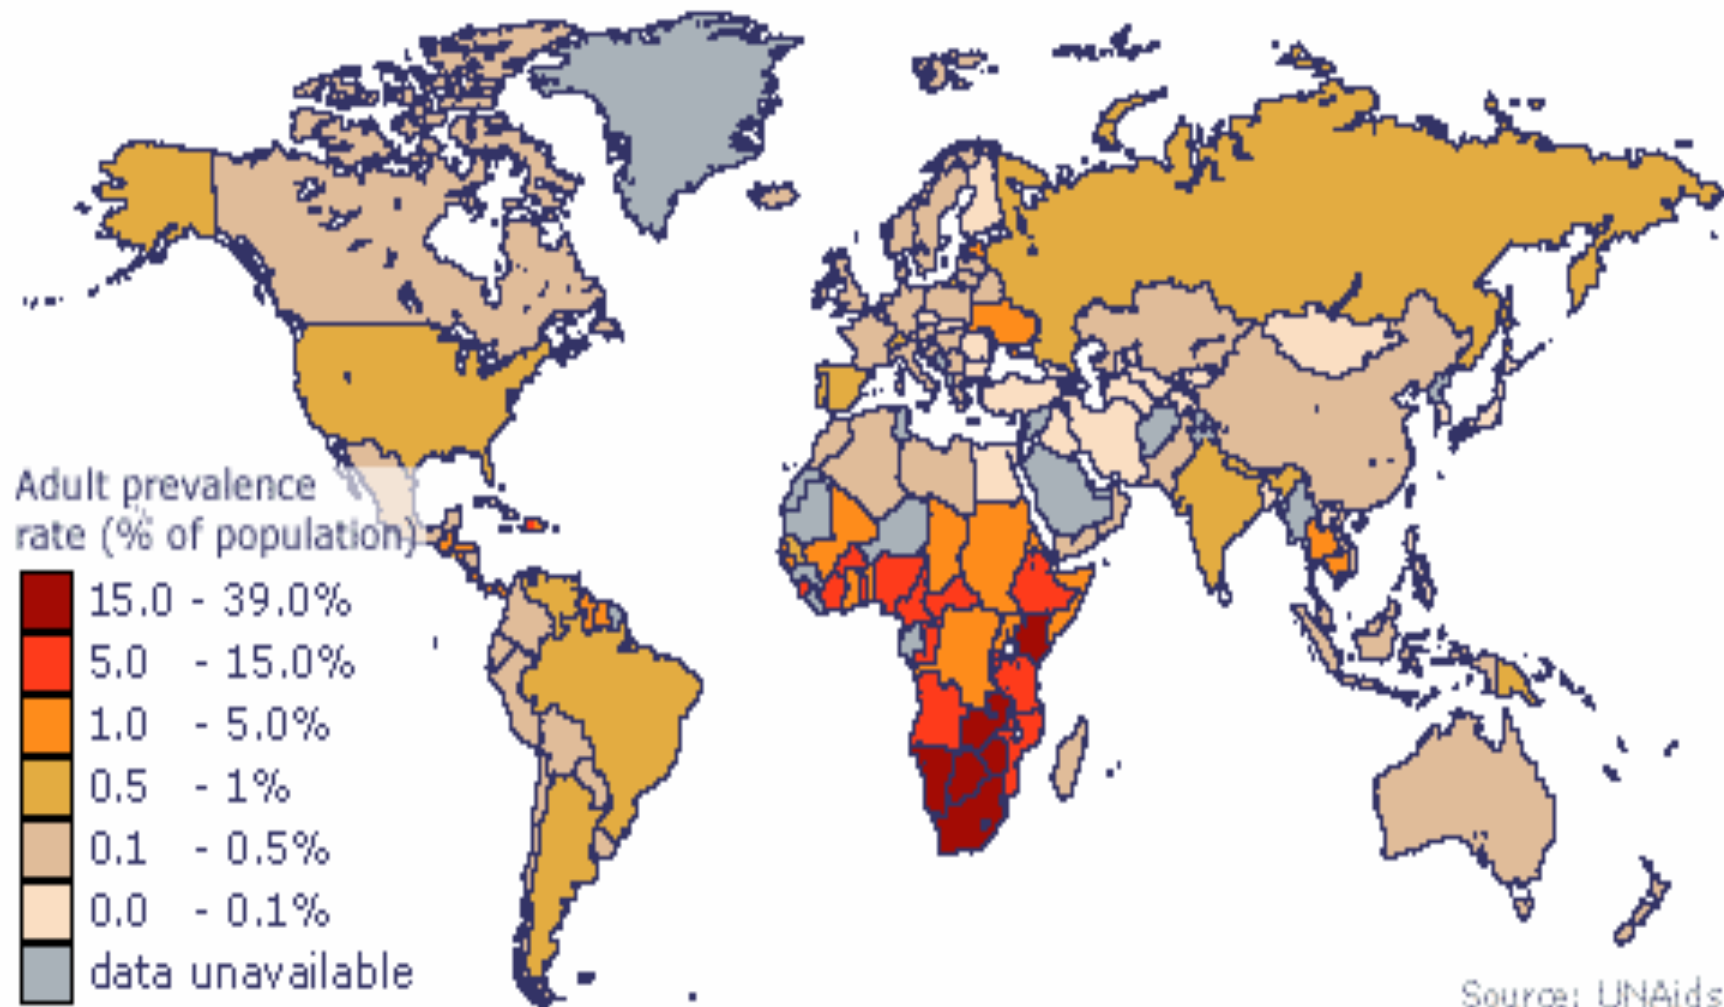 Adult prevalence
rate (% of population)
15.0 - 39.0%
5.0 - 15.0%
1.0 - 5.0%
0.5 - 1%
0.1 - 0.5%
0.0 - 0.1%
data unavailable
Source: UNAids